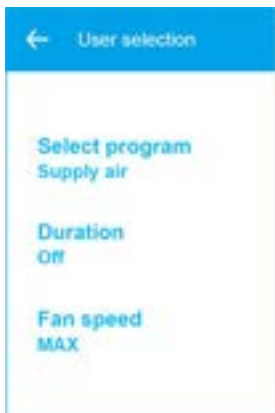 User selection
Select program
Supply air
Duration
Off
Fan speed
MAX